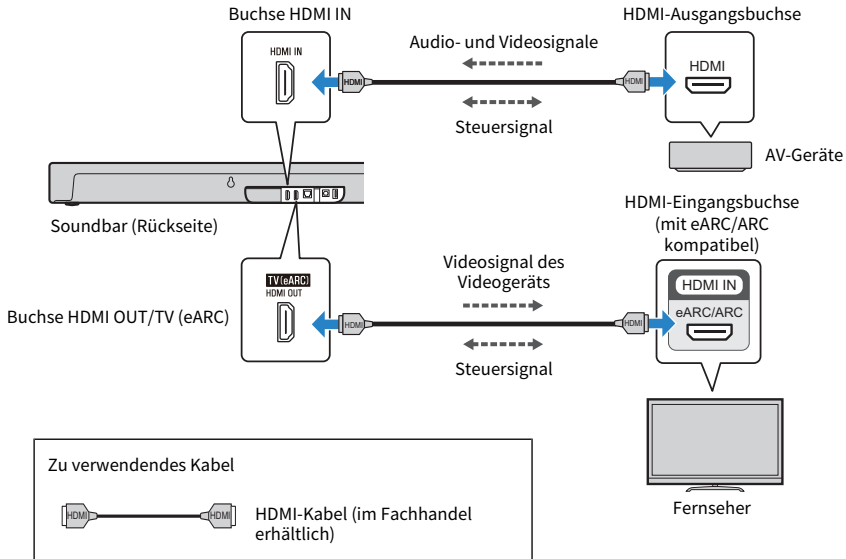 Buchse HDMI IN
HDMI-Ausgangsbuchse
HDMI IN
Audio- und Videosignale
HDMI
HDMI
HDMI
Steuersignal
AV-Geräte
Soundbar (Rückseite)
HDMI-Eingangsbuchse
(mit eARC/ARC
kompatibel)
TV(eARC)
HDMI OUT
Videosignal des
Videogeräts
HDMI IN
eARC/ARC
Buchse HDMI OUT/TV (eARC)
HDMI
HDMI
Steuersignal
Fernseher
Zu verwendendes Kabel
HDMI
HDMI
HDMI-Kabel (im Fachhandel
erhältlich)